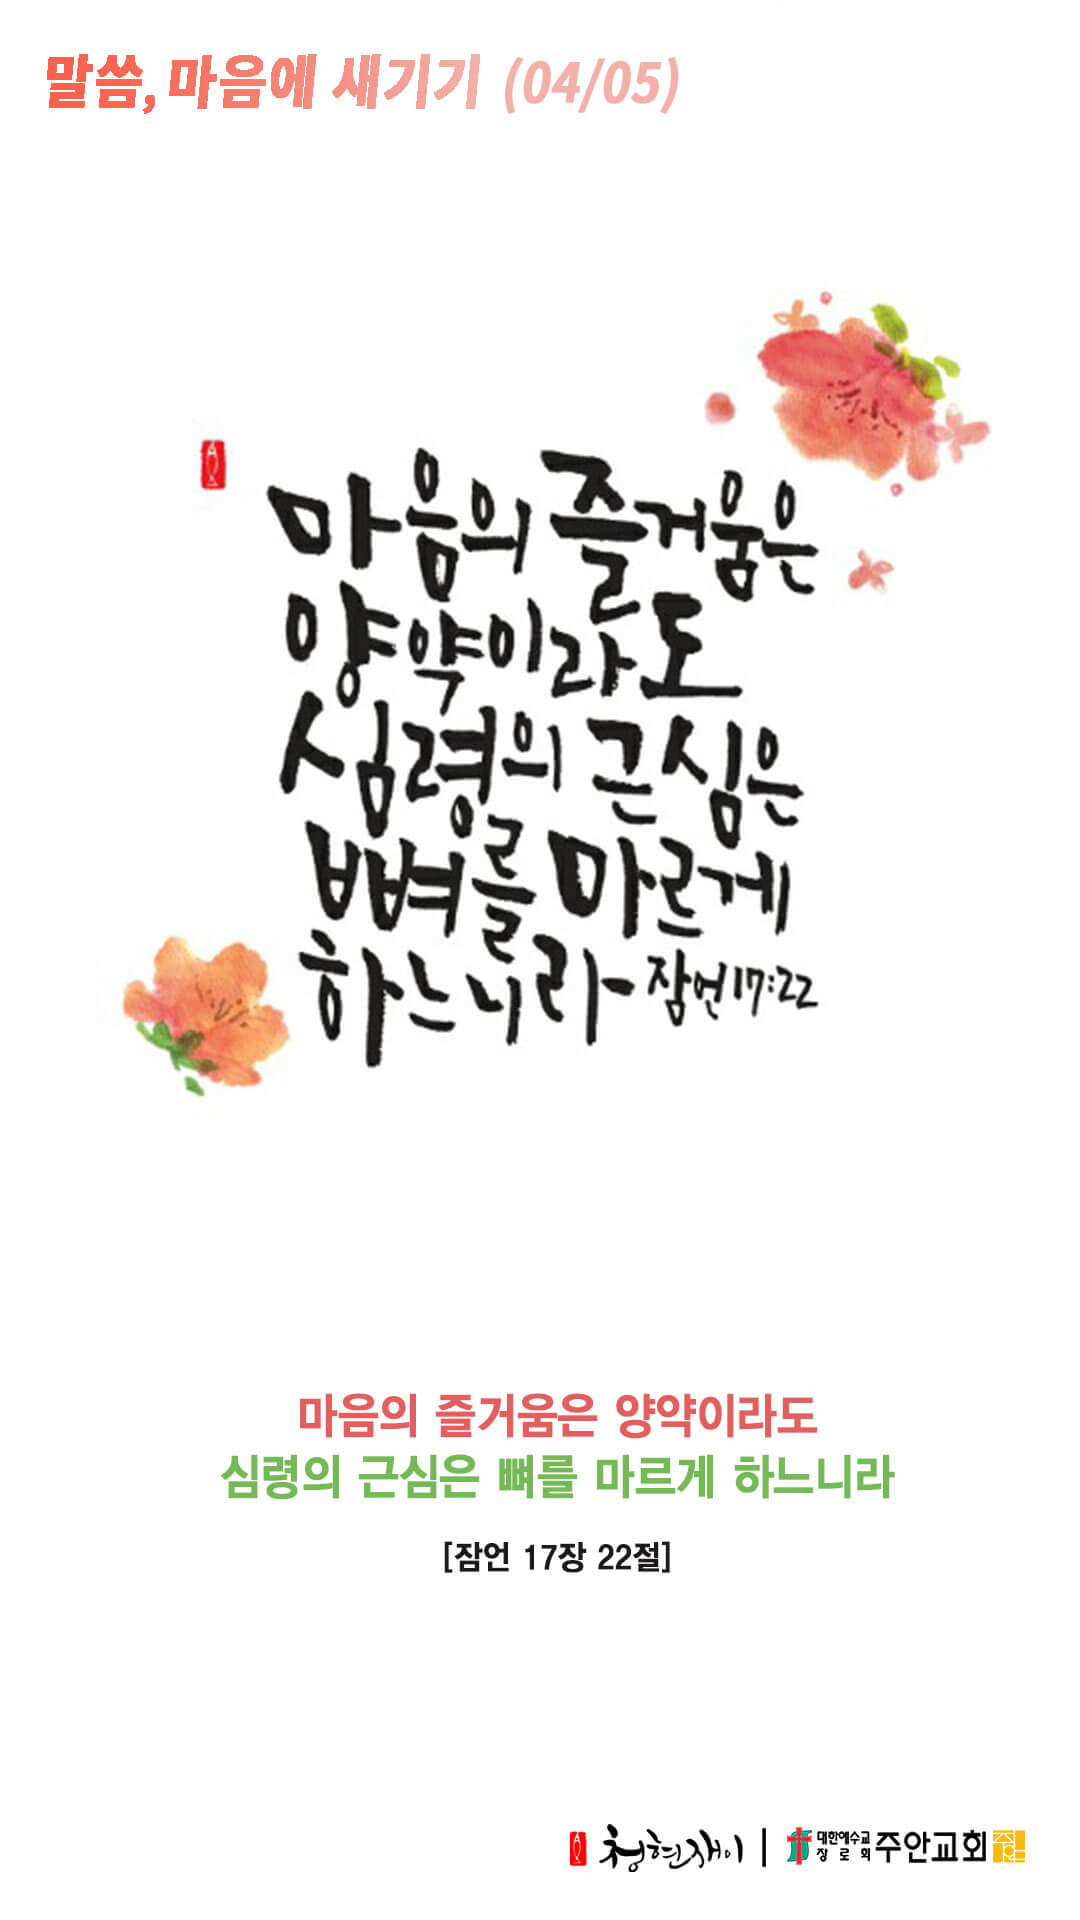 말씀, 마음에 새기기 (04/05)
마음의 즐거움은
양약이라도
심령의 근심은
뼈를 마르게
하느니라 잠언 17:22
마음의 즐거움은 양약이라도
심령의 근심은 뼈를 마르게 하느니라
[잠언 17장 22절]
청현재이 | 대한예수교 장로회 주안교회